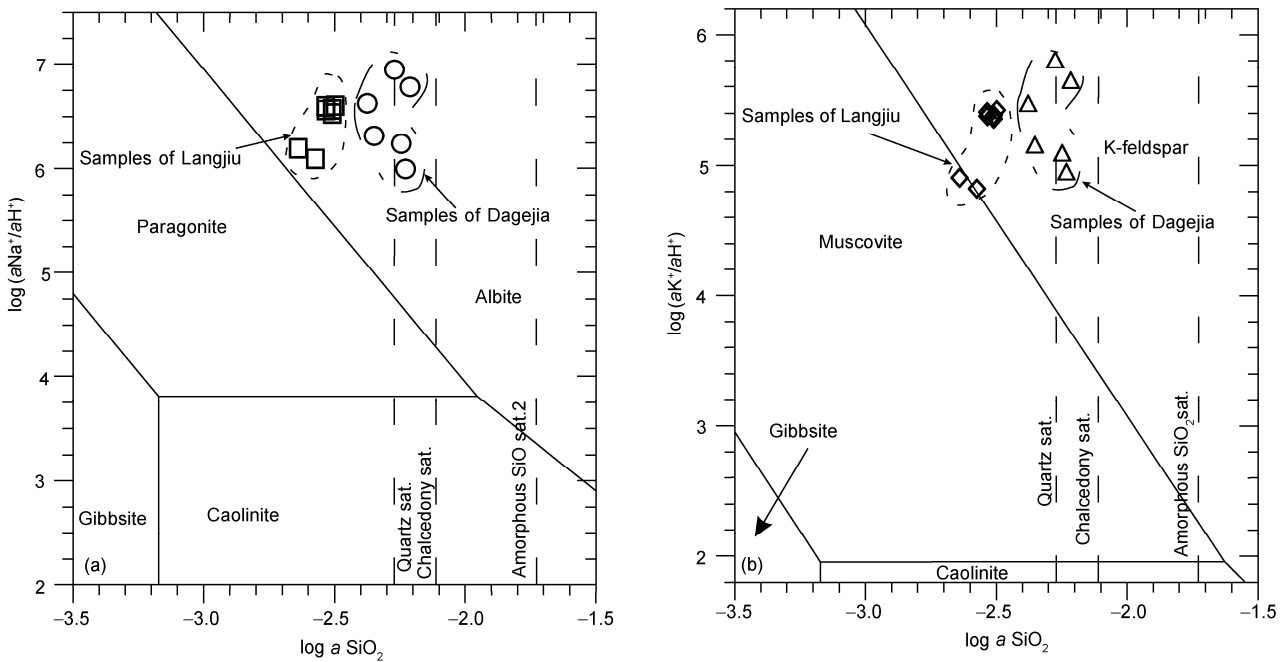 log (aNa⁺/aH⁺)
7
6
5
4
3
2
−3.5
−3.0
−2.5
−2.0
−1.5
log a SiO₂
Samples of Langjiu
Samples of Dagejia
Paragonite
Albite
Gibbsite
Caolinite
Quartz sat.
Chalcedony sat.
Amorphous SiO sat.2
(a)
log (aK⁺/aH⁺)
6
5
4
3
2
−3.5
−3.0
−2.5
−2.0
−1.5
log a SiO₂
Samples of Langjiu
K-feldspar
Samples of Dagejia
Muscovite
Gibbsite
Quartz sat.
Chalcedony sat.
Amorphous SiO₂sat.
Caolinite
(b)